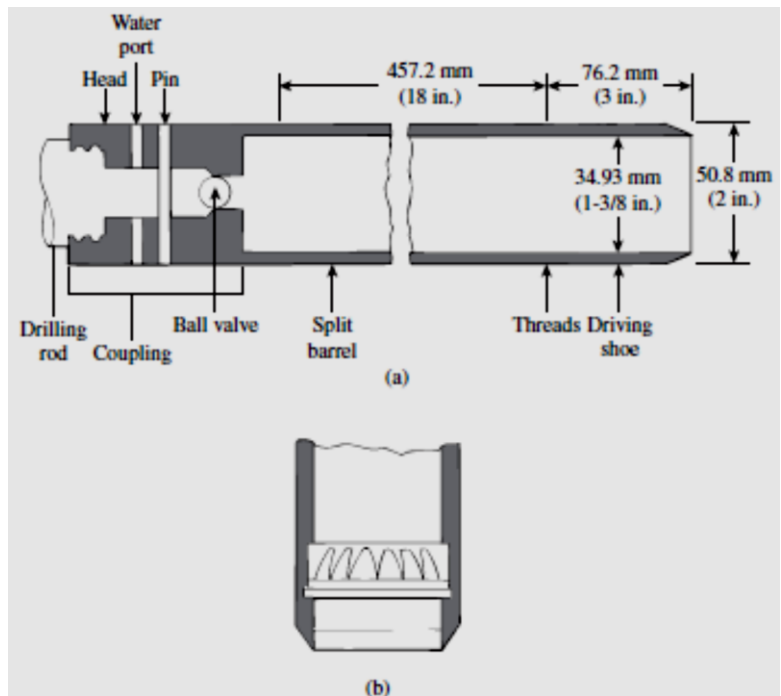 Water
port
Head
Pin
457.2 mm
(18 in.)
76.2 mm
(3 in.)
34.93 mm
(1-3/8 in.)
50.8 mm
(2 in.)
Drilling
rod
Coupling
Ball valve
Split
barrel
Threads
Driving
shoe
(a)
(b)